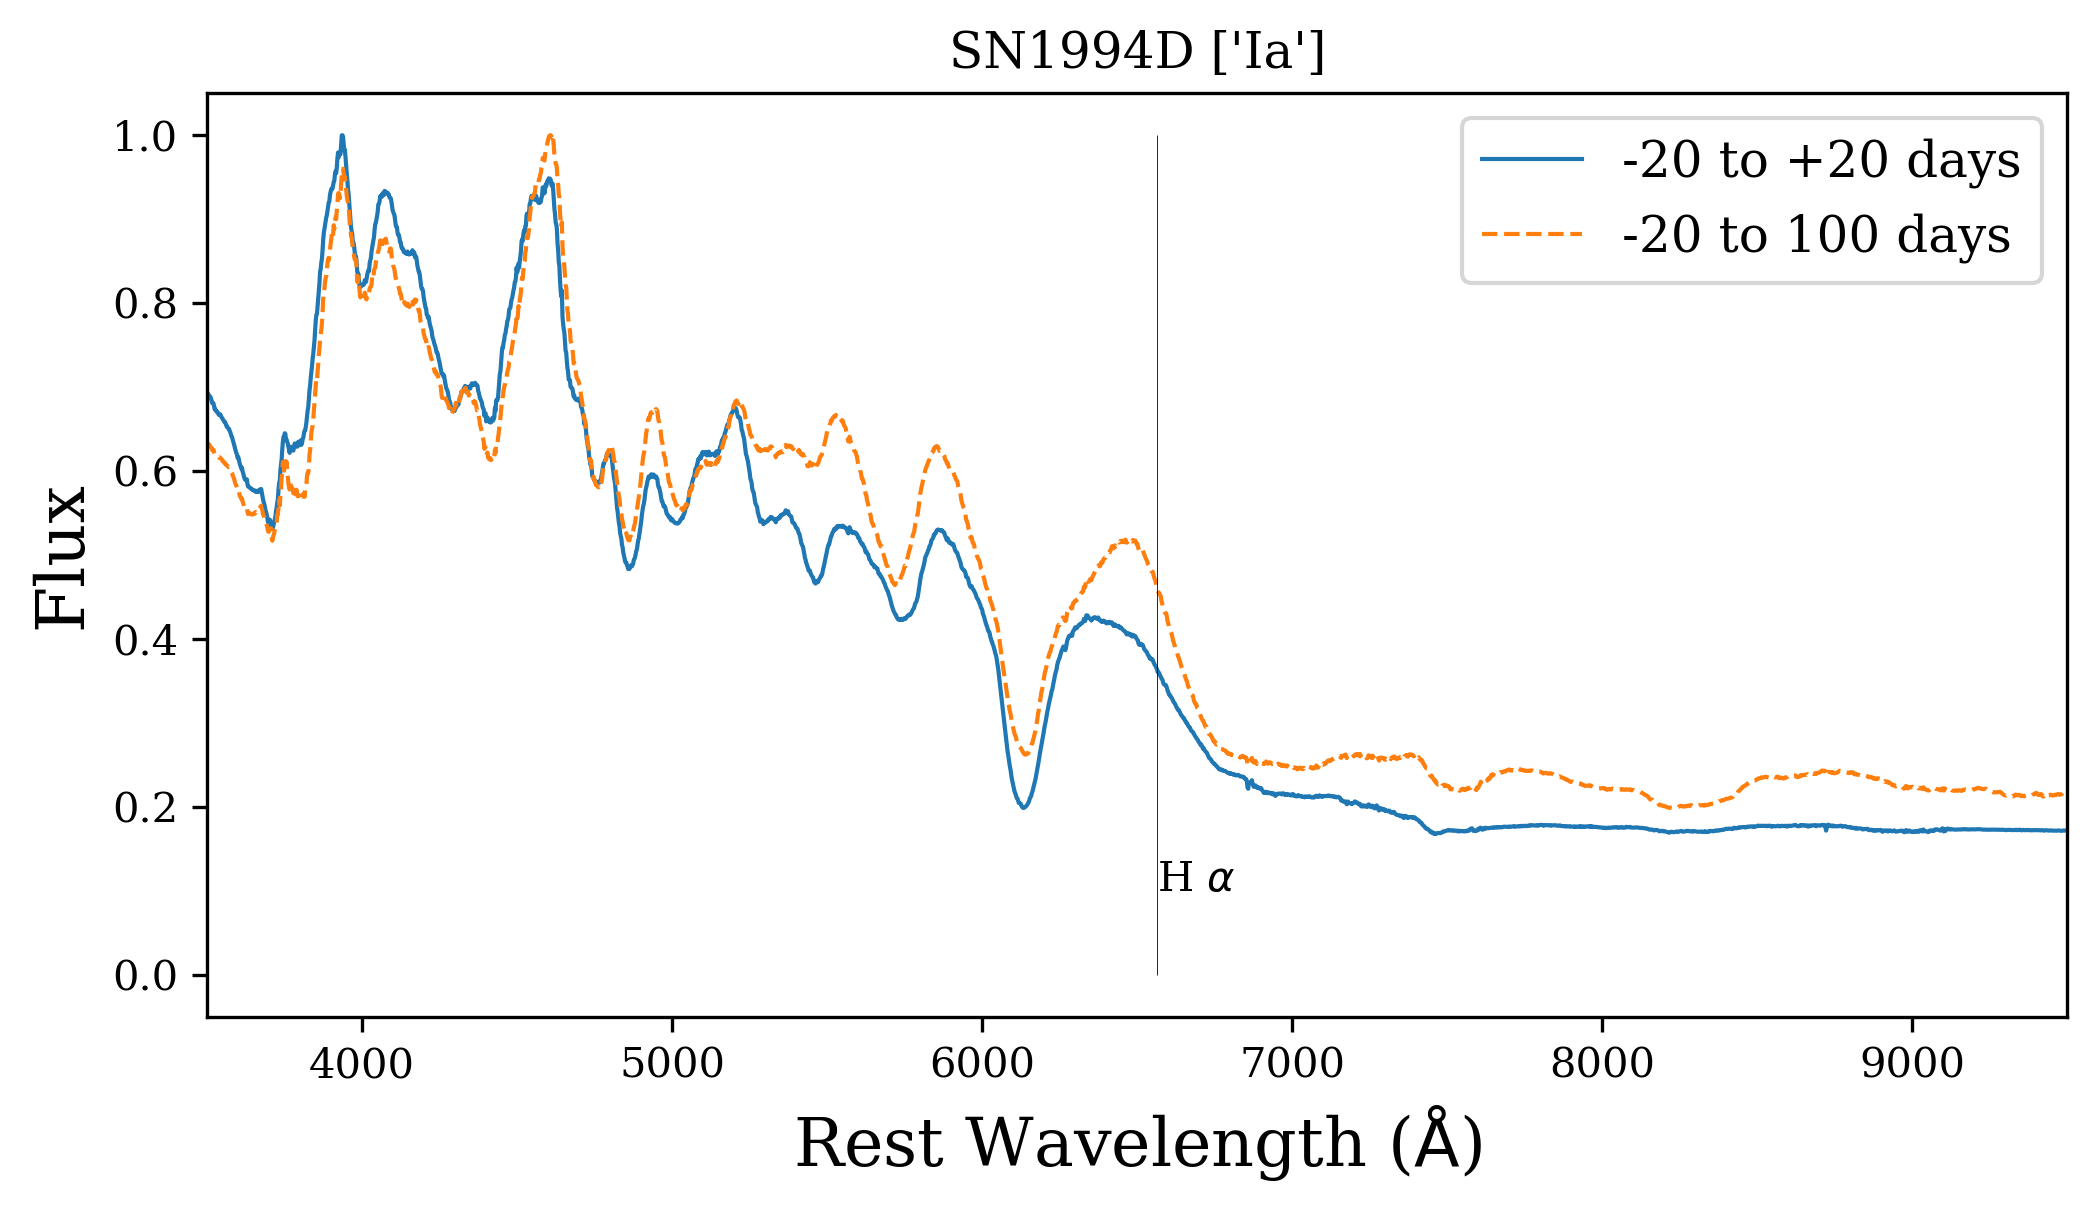 SN1994D ['Ia']
-20 to +20 days
-20 to 100 days
Flux
1.0
0.8
0.6
0.4
0.2
0.0
H α
4000 5000 6000 7000 8000 9000
Rest Wavelength (Å)